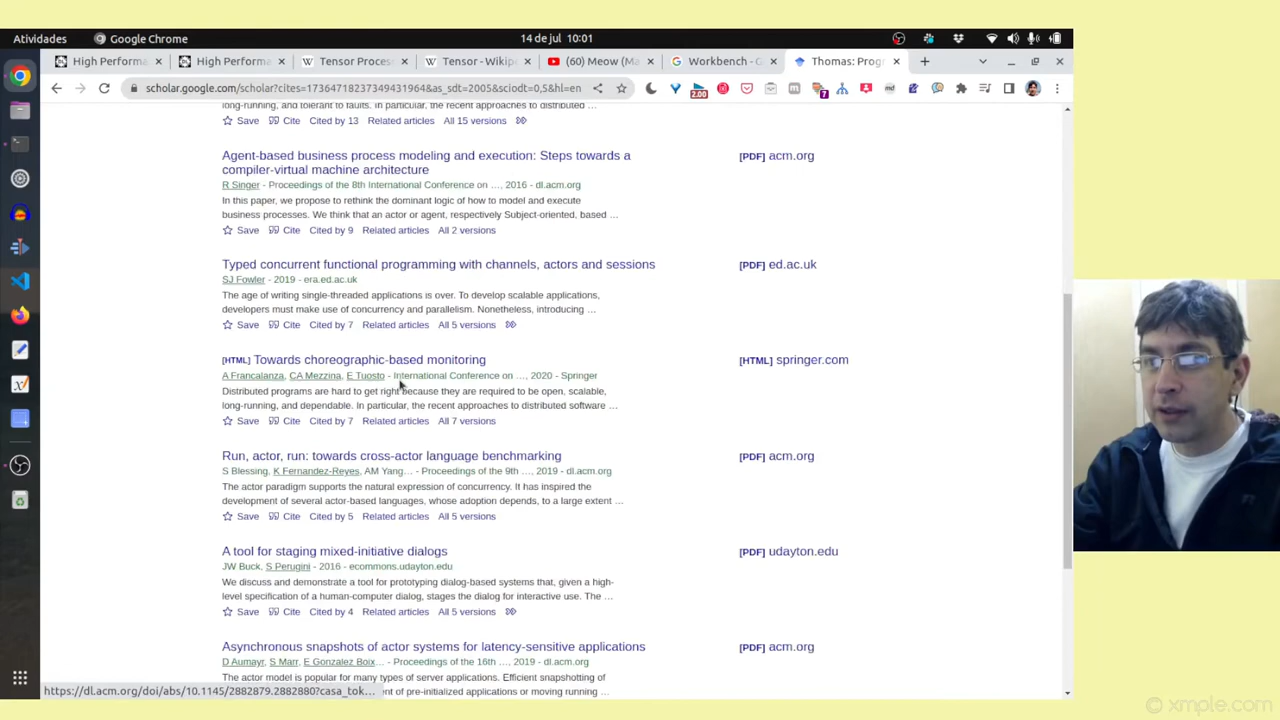 Atividades
Google Chrome
14 de jul 10:01
High Performa
High Performa
Tensor Proces
Tensor - Wikip
(60) Meow (Ma
Workbench - G
Thomas: Progr
scholar.google.com/scholar?cites=17364718237349431964&as_sdt=2005&sciodt=0,5&hl=en
2.00
7
long-running, and tolerant to faults. In particular, the recent approaches to distributed ...
Save Cite Cited by 13 Related articles All 15 versions
Agent-based business process modeling and execution: Steps towards a
compiler-virtual machine architecture
[PDF] acm.org
R Singer - Proceedings of the 8th International Conference on ..., 2016 - dl.acm.org
In this paper, we propose to rethink the dominant logic of how to model and execute
business processes. We think that an actor or agent, respectively Subject-oriented, based ...
Save Cite Cited by 9 Related articles All 2 versions
Typed concurrent functional programming with channels, actors and sessions
[PDF] ed.ac.uk
SJ Fowler - 2019 - era.ed.ac.uk
The age of writing single-threaded applications is over. To develop scalable applications,
developers must make use of concurrency and parallelism. Nonetheless, introducing ...
Save Cite Cited by 7 Related articles All 5 versions
[HTML] Towards choreographic-based monitoring
[HTML] springer.com
A Francalanza, CA Mezzina, E Tuosto - International Conference on ..., 2020 - Springer
Distributed programs are hard to get right because they are required to be open, scalable,
long-running, and dependable. In particular, the recent approaches to distributed software ...
Save Cite Cited by 7 Related articles All 7 versions
Run, actor, run: towards cross-actor language benchmarking
[PDF] acm.org
S Blessing, K Fernandez-Reyes, AM Yang... - Proceedings of the 9th ..., 2019 - dl.acm.org
The actor paradigm supports the natural expression of concurrency. It has inspired the
development of several actor-based languages, whose adoption depends, to a large extent ...
Save Cite Cited by 5 Related articles All 5 versions
A tool for staging mixed-initiative dialogs
[PDF] udayton.edu
JW Buck, S Perugini - 2016 - ecommons.udayton.edu
We discuss and demonstrate a tool for prototyping dialog-based systems that, given a high-
level specification of a human-computer dialog, stages the dialog for interactive use. The ...
Save Cite Cited by 4 Related articles All 5 versions
Asynchronous snapshots of actor systems for latency-sensitive applications
[PDF] acm.org
D Aumayr, S Marr, E Gonzalez Boix... - Proceedings of the 16th ..., 2019 - dl.acm.org
The actor model is popular for many types of server applications. Efficient snapshotting of
https://dl.acm.org/doi/abs/10.1145/2882879.2882880?casa_tok...
ent of pre-initialized applications or moving running ...
xmple.com